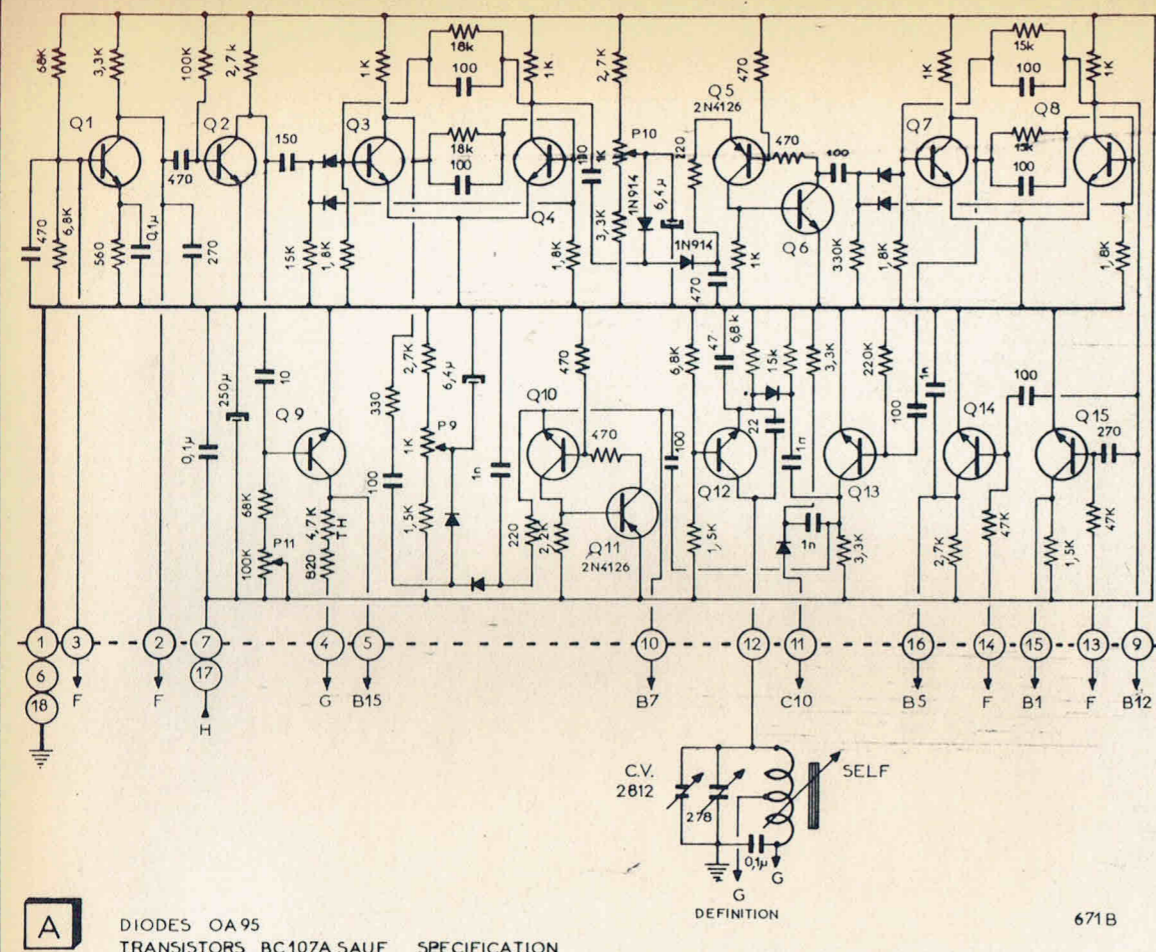 68K
3,3K
100K
2,7k
1K
18k
100
1K
2,7K
470
Q5
2N4126
1K
15k
100
1K
Q1
Q2
Q3
18k
100
P10
1K
220
470
100
Q7
15k
100
Q8
470
150
100
1N914
6,4µ
Q4
Q6
470
6,8K
560
0,1µ
270
15K
1,8K
1,8K
3,3K
1N914
470
1K
330K
1,8K
1,8K
250µ
0,1µ
10
Q9
330
2,7K
6,4µ
Q10
470
6,8K
47
6,8k
15k
3,3K
220K
1n
100
P9
1K
470
100
22
1n
100
Q14
Q15
270
68K
100
1n
Q12
Q13
4,7K
TH
1,5K
220
2,2K
Q11
2N4126
1,5K
1n
3,3K
2,7K
47K
1,5K
47K
100K
P11
820
1
3
2
7
4
5
10
12
11
16
14
15
13
9
6
17
18
F
F
H
G
B15
B7
C10
B5
F
B1
F
B12
C.V.
2812
278
SELF
0,1µ
G
G
DEFINITION
A
DIODES OA95
671B
TRANSISTORS BC107A SAUF SPECIFICATION